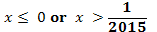 x ≤ 0 or x > 1/2015